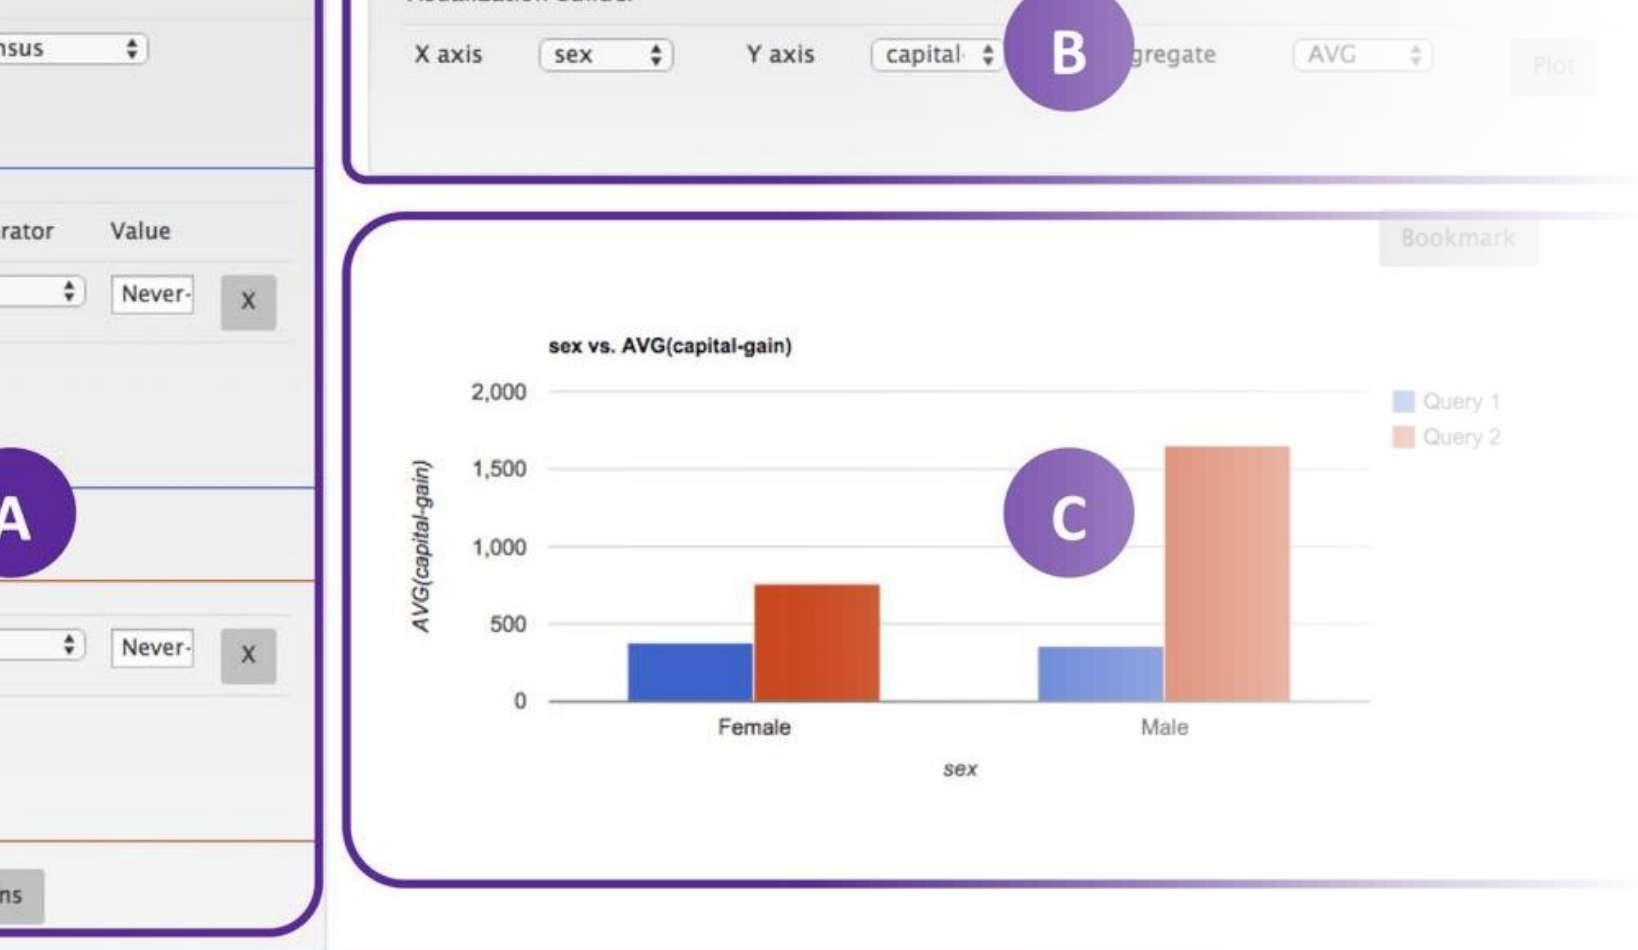 nsus
X axis sex Y axis capital- B gregate AVG Plot
rator Value
Never- X
A
Never- X
ns
Bookmark
sex vs. AVG(capital-gain)
2,000
1,500
1,000
500
0
AVG(capital-gain)
C
Query 1
Query 2
Female Male
sex